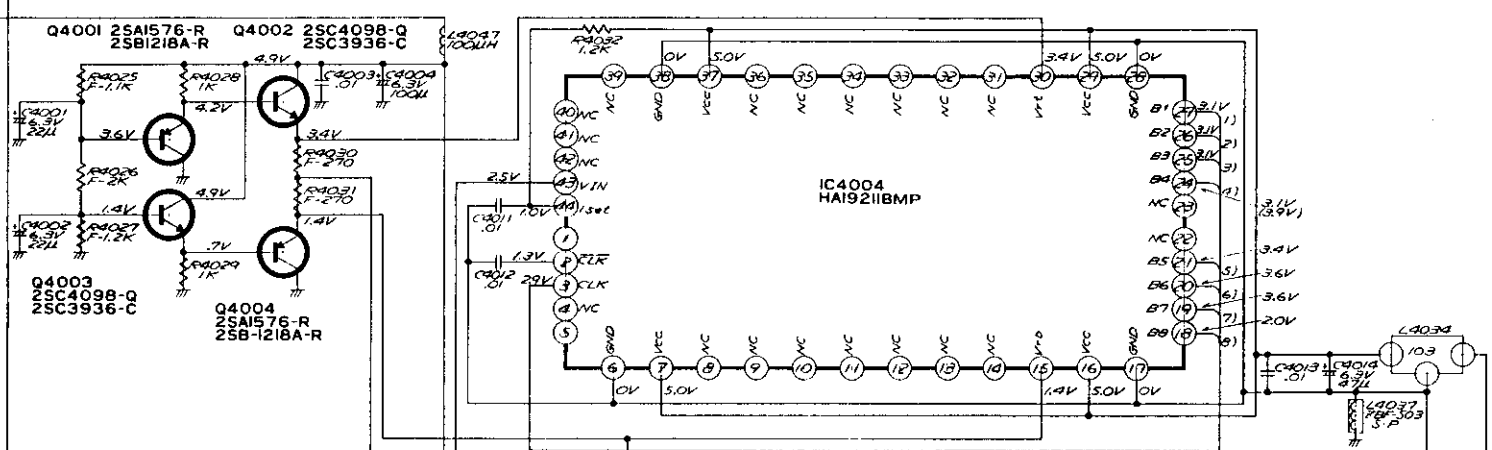 Q4001 2SA1576-R
2SB1218A-R
Q4002 2SC4098-Q
2SC3936-C
L4047
100μH
R4032
1.2K
4.9V
R4025
F-1.1K
R4028
1K
C4003
.01
C4004
6.3V
100μ
4.2V
C4001
6.3V
22μ
3.6V
3.4V
R4030
F-270
R4026
F-2K
R4031
F-270
4.9V
1.4V
1.4V
C4002
6.3V
22μ
R4027
F-1.2K
.7V
R4029
1K
Q4003
2SC4098-Q
2SC3936-C
Q4004
2SA1576-R
2SB-1218A-R
0V
5.0V
3.4V
5.0V
0V
39
38
37
36
35
34
33
32
31
30
29
28
NC
GND
VCC
NC
NC
NC
NC
NC
NC
Vrt
VCC
GND
40 NC
41 NC
42 NC
2.5V
43 VIN
44 Iset
C4011
.01
1.0V
1
1.3V
2 CLK
C4012
.01
2.9V
3 CLK
4 NC
5
IC4004
HA19211BMP
B1 27 3.1V
1)
B2 26 3.1V
2)
B3 25 3.1V
3)
B4 24
4)
3.1V
(3.9V)
NC 23
NC 22
B5 21
3.4V
5)
B6 20
3.6V
6)
B7 19
3.6V
7)
B8 18
2.0V
8)
GND
VCC
NC
NC
NC
NC
NC
NC
NC
Vrb
VCC
GND
6
7
8
9
10
11
12
13
14
15
16
17
0V
5.0V
1.4V
5.0V
0V
L4034
103
C4013
.01
C4014
6.3V
47μ
L4037
FBF-503
S.P